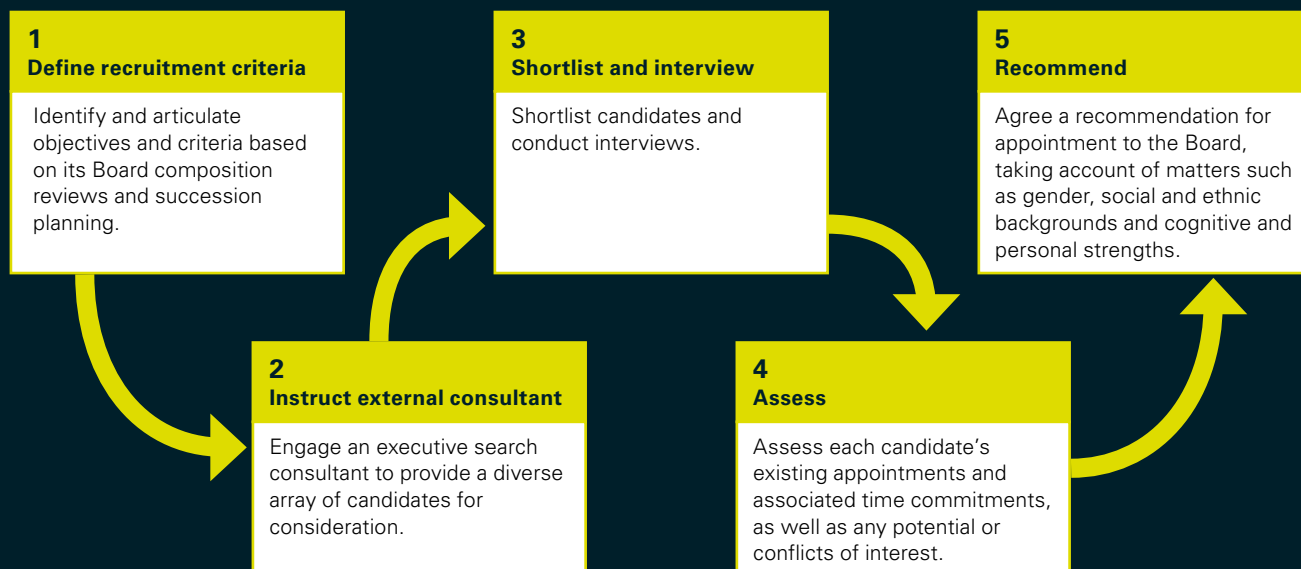 1
Define recruitment criteria
Identify and articulate
objectives and criteria based
on its Board composition
reviews and succession
planning.
2
Instruct external consultant
Engage an executive search
consultant to provide a diverse
array of candidates for
consideration.
3
Shortlist and interview
Shortlist candidates and
conduct interviews.
4
Assess
Assess each candidate’s
existing appointments and
associated time commitments,
as well as any potential or
conflicts of interest.
5
Recommend
Agree a recommendation for
appointment to the Board,
taking account of matters such
as gender, social and ethnic
backgrounds and cognitive and
personal strengths.